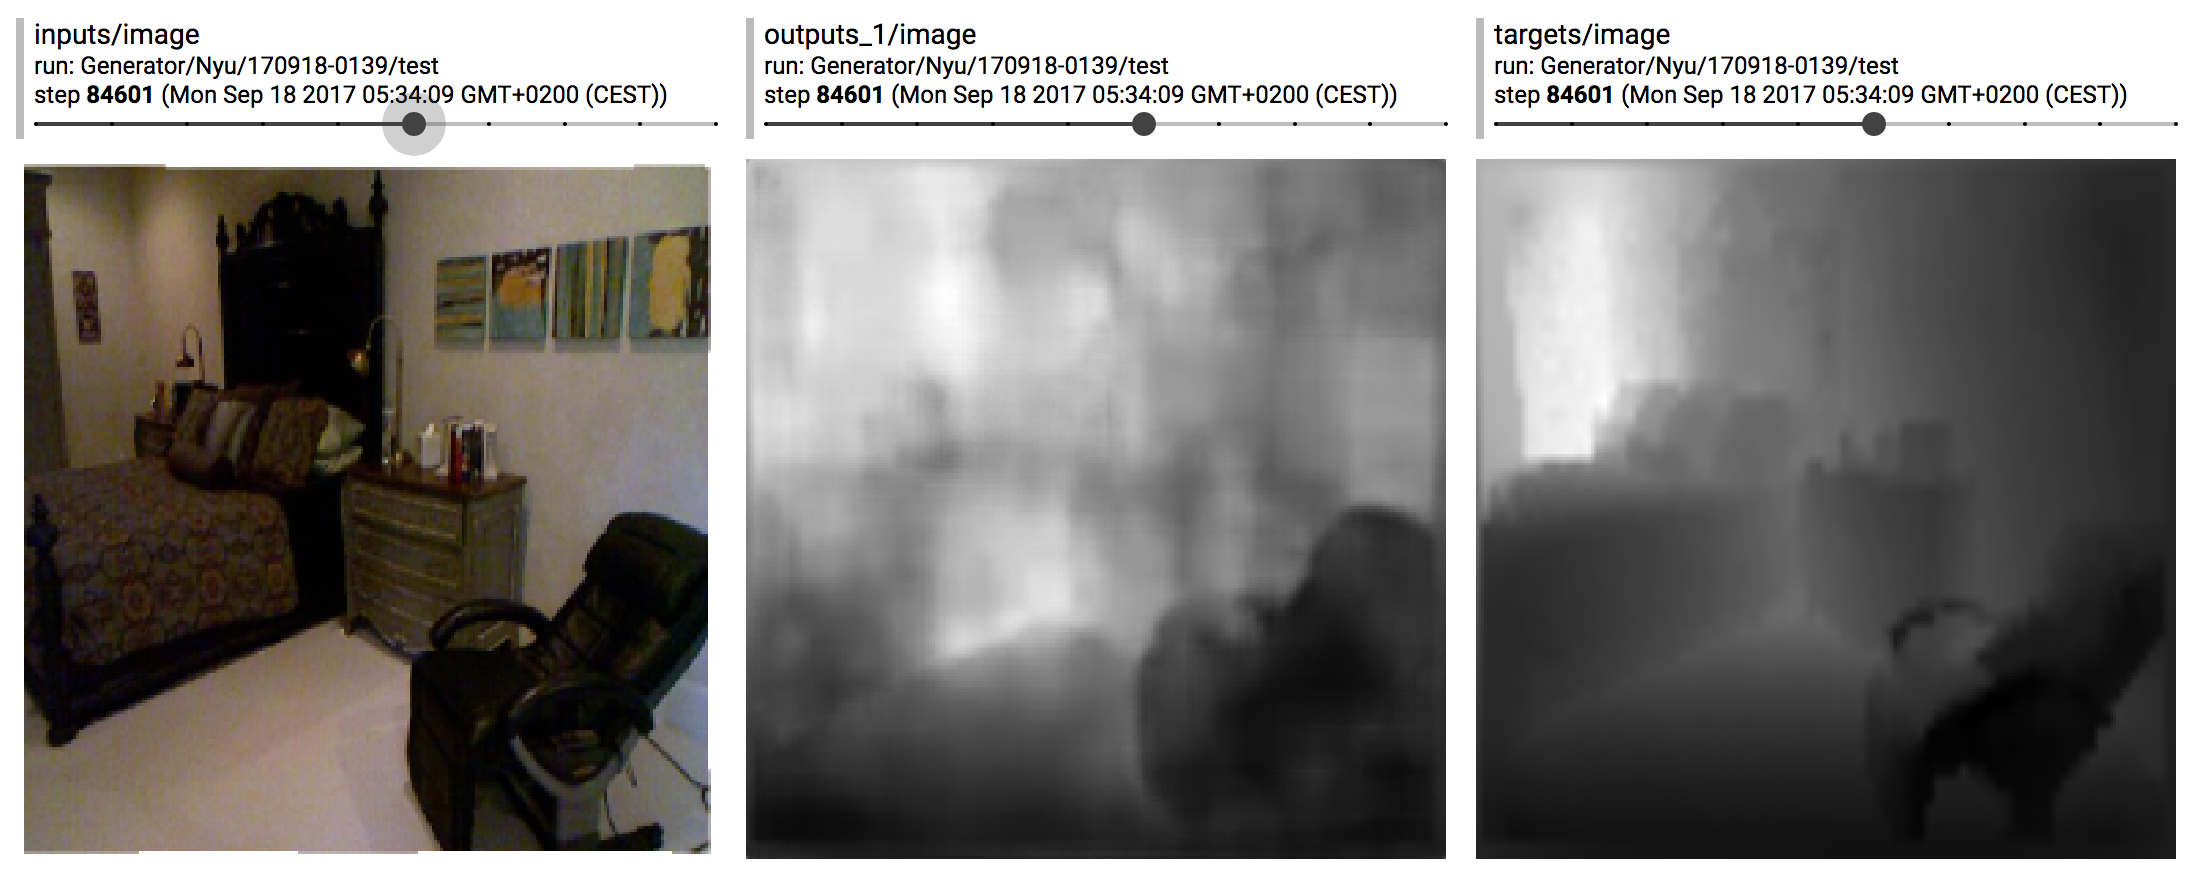 inputs/image
run: Generator/Nyu/170918-0139/test
step 84601 (Mon Sep 18 2017 05:34:09 GMT+0200 (CEST))
outputs_1/image
run: Generator/Nyu/170918-0139/test
step 84601 (Mon Sep 18 2017 05:34:09 GMT+0200 (CEST))
targets/image
run: Generator/Nyu/170918-0139/test
step 84601 (Mon Sep 18 2017 05:34:09 GMT+0200 (CEST))